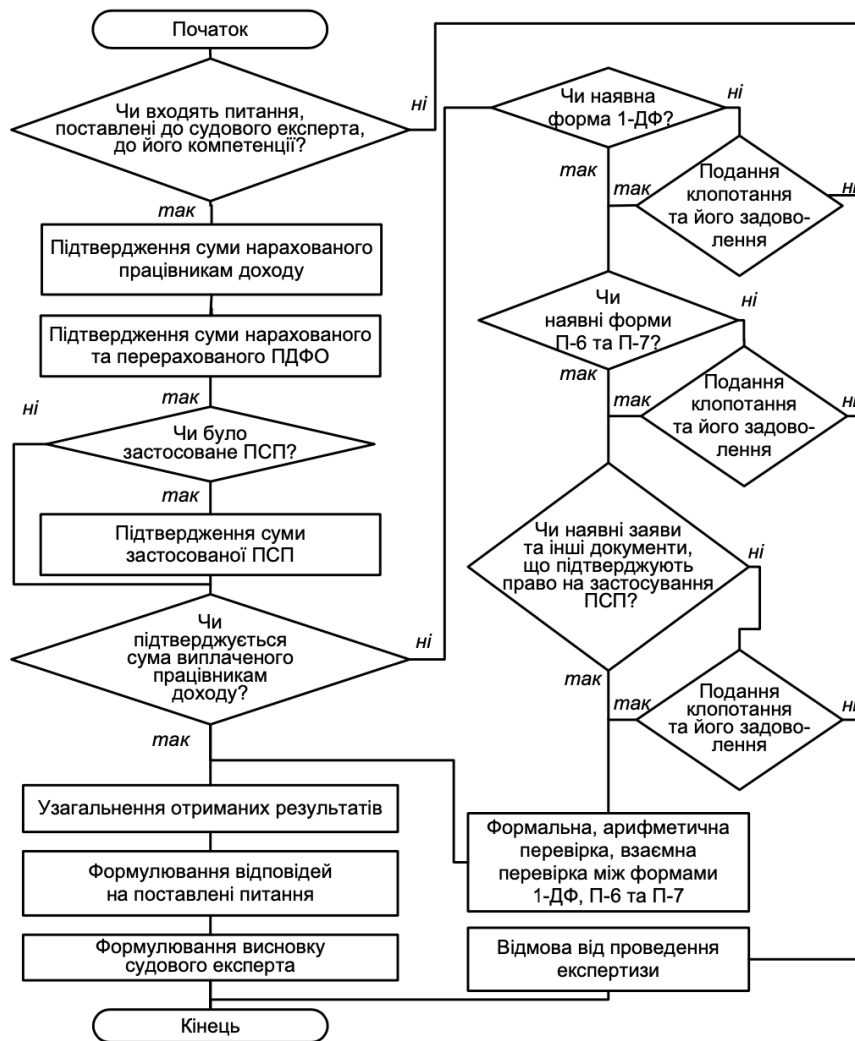 Початок
Чи входять питання,
поставлені до судового експерта,
до його компетенції?
ні
так
Підтвердження суми нарахованого
працівникам доходу
Підтвердження суми нарахованого
та перерахованого ПДФО
так
ні
Чи було
застосоване ПСП?
так
Підтвердження суми
застосованої ПСП
Чи
підтверджується
сума виплаченого
працівникам
доходу?
ні
так
Узагальнення отриманих результатів
Формулювання відповідей
на поставлені питання
Формулювання висновку
судового експерта
Кінець
Чи наявна
форма 1-ДФ?
ні
так
так
Подання
клопотання
та його задово-
лення
ні
Чи
наявні форми
П-6 та П-7?
ні
так
так
Подання
клопотання
та його задово-
лення
ні
Чи наявні заяви
та інші документи,
що підтверджують
право на застосування
ПСП?
ні
так
так
Подання
клопотання
та його задово-
лення
ні
Формальна, арифметична
перевірка, взаємна
перевірка між формами
1-ДФ, П-6 та П-7
Відмова від проведення
експертизи